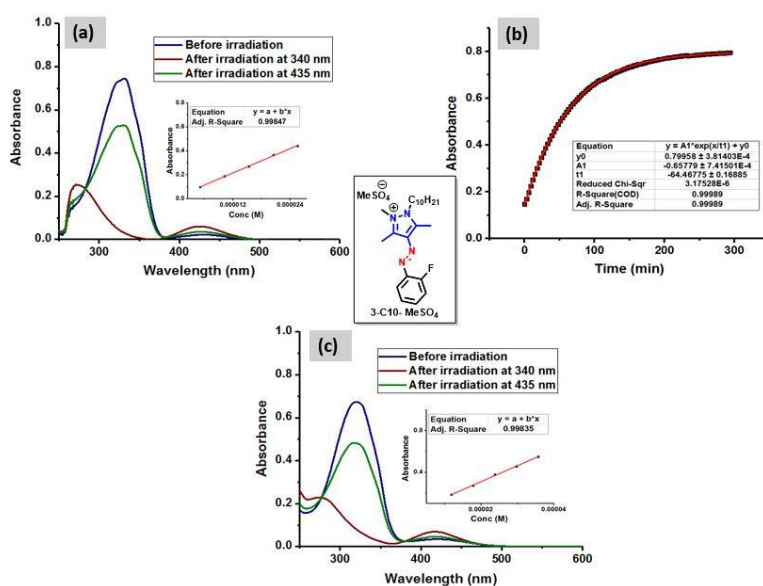 (a)
Before irradiation
After irradiation at 340 nm
After irradiation at 435 nm
Equation y = a + b*x
Adj. R-Square 0.99847
0.8
0.4
0.0
0.000012 0.000024
Conc (M)
Absorbance
1.0
0.8
0.6
0.4
0.2
0.0
Absorbance
300 400 500 600
Wavelength (nm)
(b)
0.8
0.6
0.4
0.2
0.0
Absorbance
Equation y = A1*exp(x/t1) + y0
y0 0.79958 ± 3.81403E-4
A1 -0.65779 ± 7.41501E-4
t1 -64.46775 ± 0.16885
Reduced Chi-Sqr 3.17528E-6
R-Square(COD) 0.99989
Adj. R-Square 0.99989
0 100 200 300
Time (min)
MeSO4
C10H21
N
N
N
N
F
3-C10- MeSO4
(c)
Before irradiation
After irradiation at 340 nm
After irradiation at 435 nm
Equation y = a + b*x
Adj. R-Square 0.99835
0.8
0.4
Absorbance
0.00002 0.00004
Conc (M)
1.0
0.8
0.6
0.4
0.2
0.0
Absorbance
300 400 500 600
Wavelength (nm)